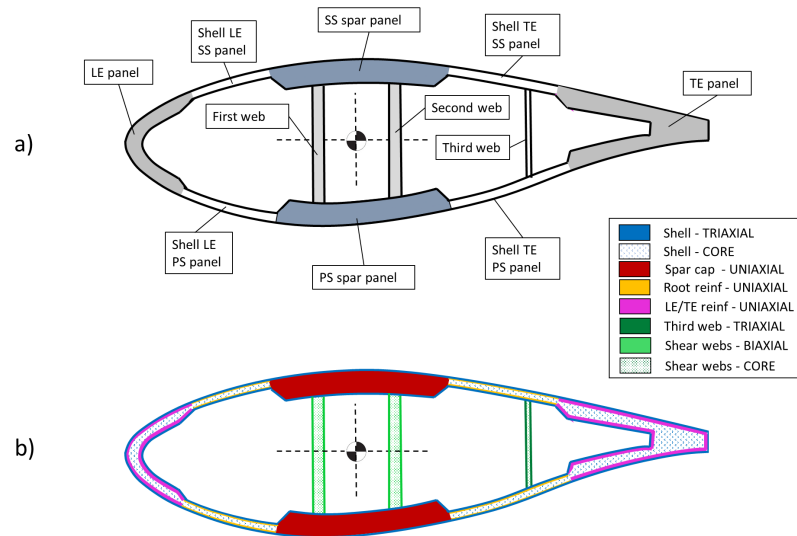 SS spar panel
Shell LE
SS panel
Shell TE
SS panel
LE panel
TE panel
First web
Second web
Third web
a)
Shell LE
PS panel
PS spar panel
Shell TE
PS panel
Shell - TRIAXIAL
Shell - CORE
Spar cap - UNIAXIAL
Root reinf - UNIAXIAL
LE/TE reinf - UNIAXIAL
Third web - TRIAXIAL
Shear webs - BIAXIAL
Shear webs - CORE
b)